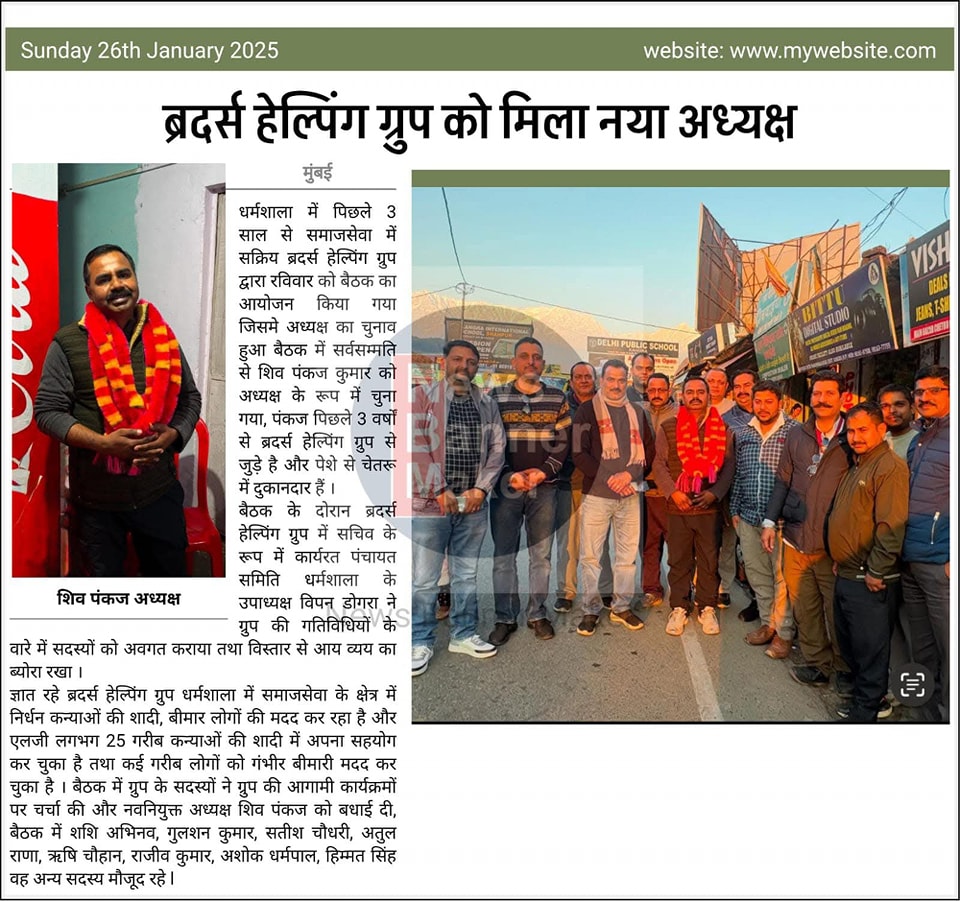 Sunday 26th January 2025
website: www.mywebsite.com
ब्रदर्स हेल्पिंग ग्रुप को मिला नया अध्यक्ष
मुंबई
धर्मशाला में पिछले 3
साल से समाजसेवा में
सक्रिय ब्रदर्स हेल्पिंग ग्रुप
द्वारा रविवार को बैठक का
आयोजन किया गया
जिसमे अध्यक्ष का चुनाव
हुआ बैठक में सर्वसम्मति
से शिव पंकज कुमार को
अध्यक्ष के रूप में चुना
गया, पंकज पिछले 3 वर्षों
से ब्रदर्स हेल्पिंग ग्रुप से
जुड़े है और पेशे से चेतरू
में दुकानदार हैं ।
बैठक के दोरान ब्रदर्स
हेल्पिंग ग्रुप में सचिव के
रूप में कार्यरत पंचायत
समिति धर्मशाला के
उपाध्यक्ष विपन डोगरा ने
ग्रुप की गतिविधियों के
वारे में सदस्यों को अवगत कराया तथा विस्तार से आय व्यय का
ब्योरा रखा ।
ज्ञात रहे ब्रदर्स हेल्पिंग ग्रुप धर्मशाला में समाजसेवा के क्षेत्र में
निर्धन कन्याओं की शादी, बीमार लोगों की मदद कर रहा है और
एलजी लगभग 25 गरीब कन्याओं की शादी में अपना सहयोग
कर चुका है तथा कई गरीब लोगों को गंभीर बीमारी मदद कर
चुका है । बैठक में ग्रुप के सदस्यों ने ग्रुप की आगामी कार्यक्रमों
पर चर्चा की और नवनियुक्त अध्यक्ष शिव पंकज को बधाई दी,
बैठक में शशि अभिनव, गुलशन कुमार, सतीश चौधरी, अतुल
राणा, ऋषि चौहान, राजीव कुमार, अशोक धर्मपाल, हिम्मत सिंह
वह अन्य सदस्य मौजूद रहे l
शिव पंकज अध्यक्ष
News
Banner
Maker
DELHI PUBLIC SCHOOL
BITTU
DIGITAL STUDIO
VISH
DEALS
JEANS, T-SH